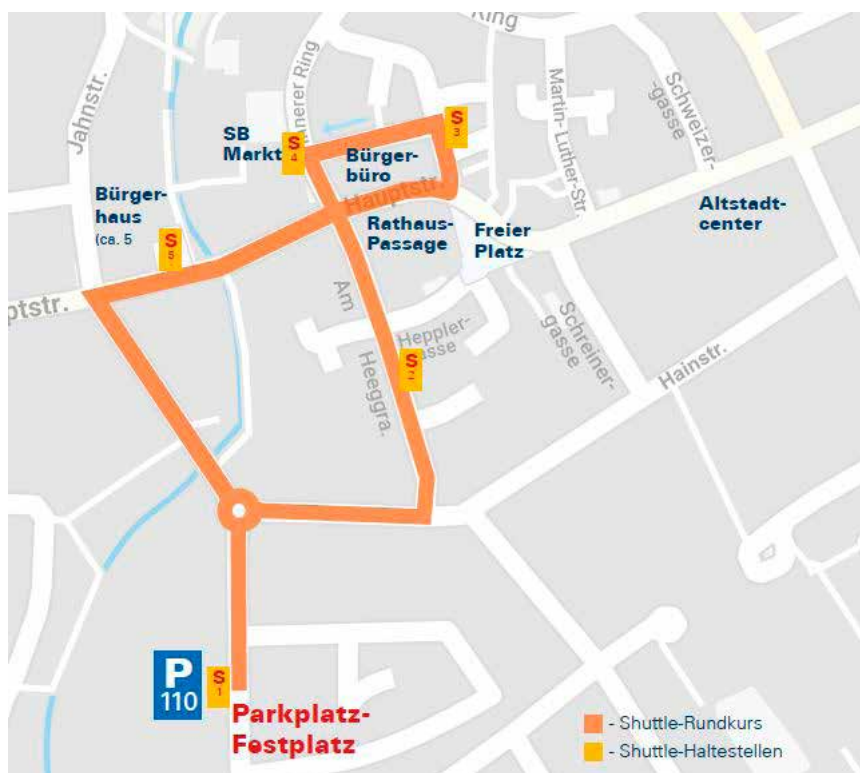 Ring
Jahnstr.
Anerer Ring
Martin-Luther-Str.
Schweizer-
gasse
S
3
SB
Markt
S
4
Bürger-
büro
Hauptstr.
Bürger-
haus
(ca. 5
S
5
Rathaus-
Passage
Freier
Platz
Altstadt-
center
ptstr.
Am
Heeggra.
Heppler-
gasse
S
2
Schreiner-
gasse
Hainstr.
P
110
S
1
Parkplatz-
Festplatz
- Shuttle-Rundkurs
- Shuttle-Haltestellen